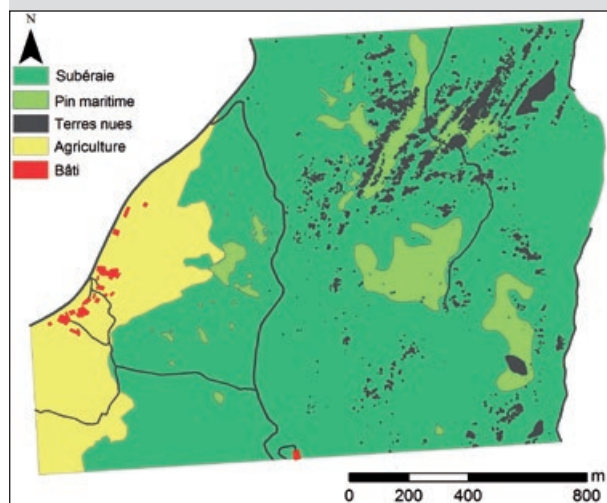 N
Subéraie
Pin maritime
Terres nues
Agriculture
Bâti
m
0 200 400 800